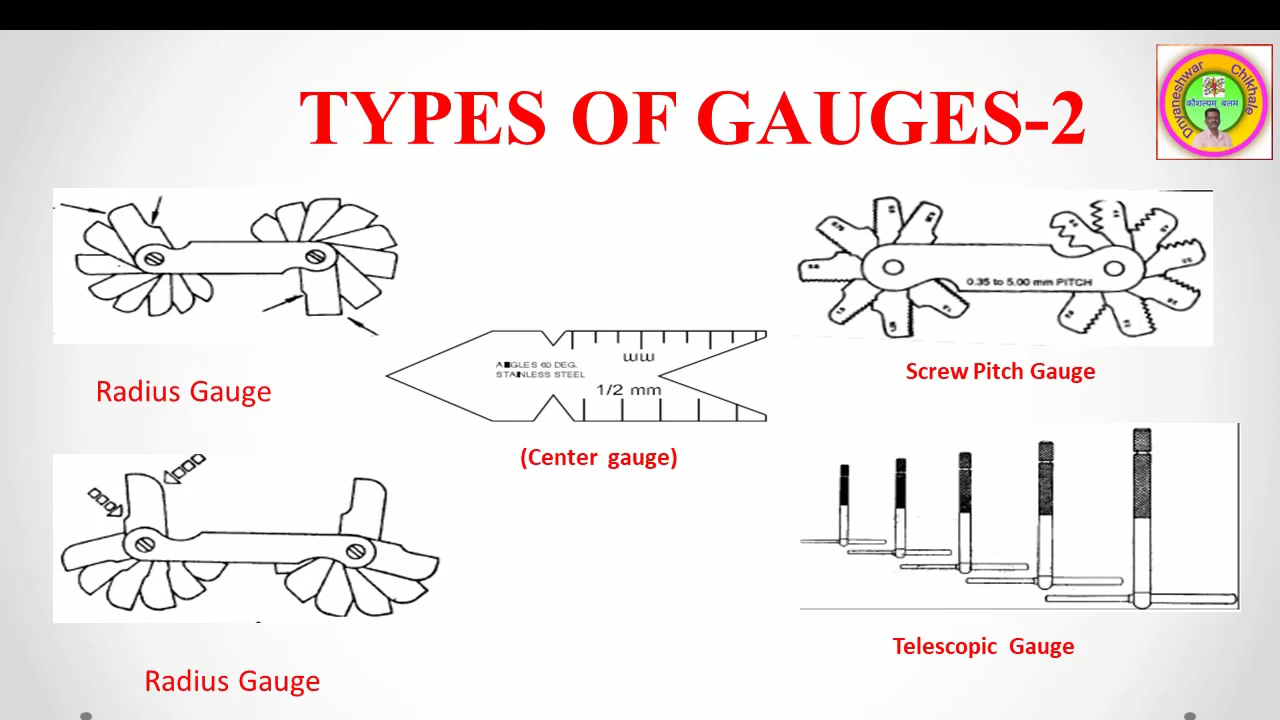 TYPES OF GAUGES-2
Dnyaneshwar Chikhale
कौशल्यम् बलम
Radius Gauge
ANGLES 60 DEG.
STAINLESS STEEL
mm
1/2 mm
(Center gauge)
0.35 to 5.00 mm PITCH
Screw Pitch Gauge
Radius Gauge
Telescopic Gauge